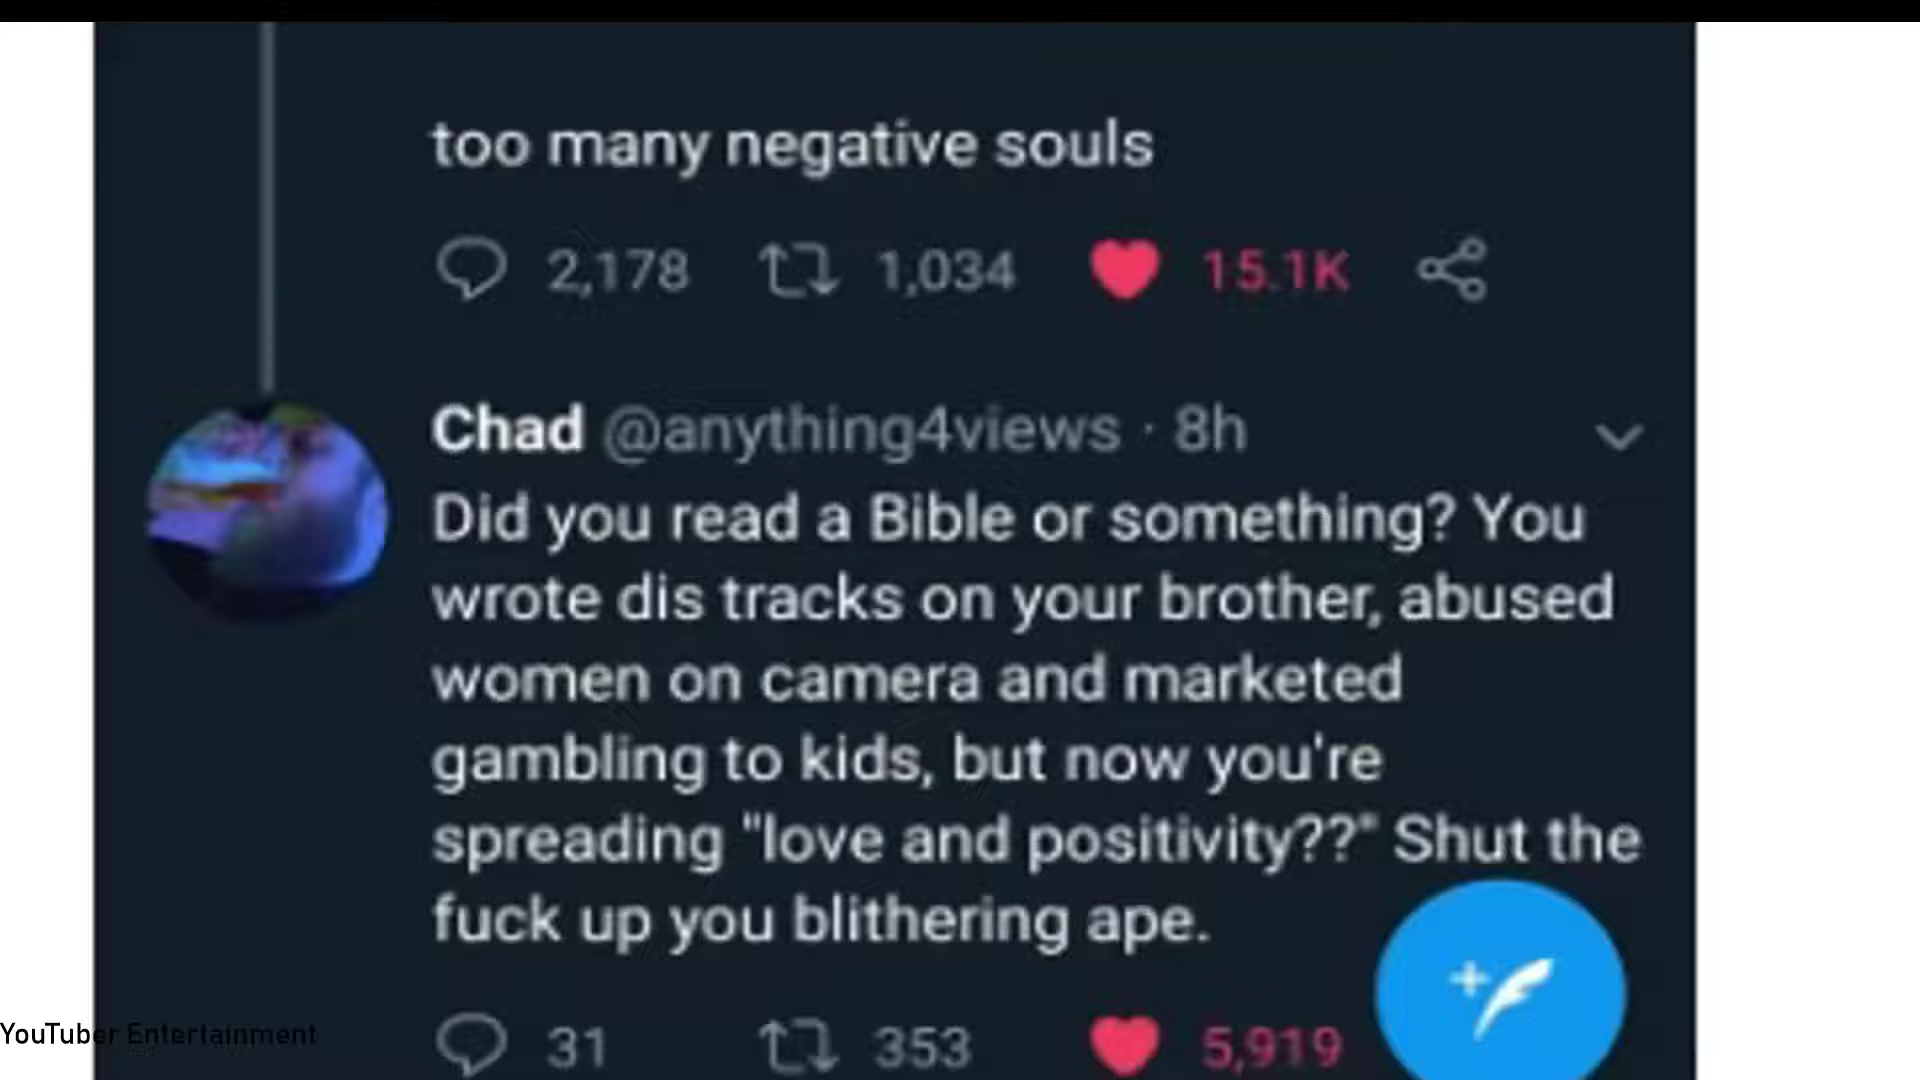 too many negative souls
2,178 1,034 15.1K
Chad @anything4views · 8h
Did you read a Bible or something? You
wrote dis tracks on your brother, abused
women on camera and marketed
gambling to kids, but now you're
spreading "love and positivity??" Shut the
fuck up you blithering ape.
31 353 5,919
YouTuber Entertainment